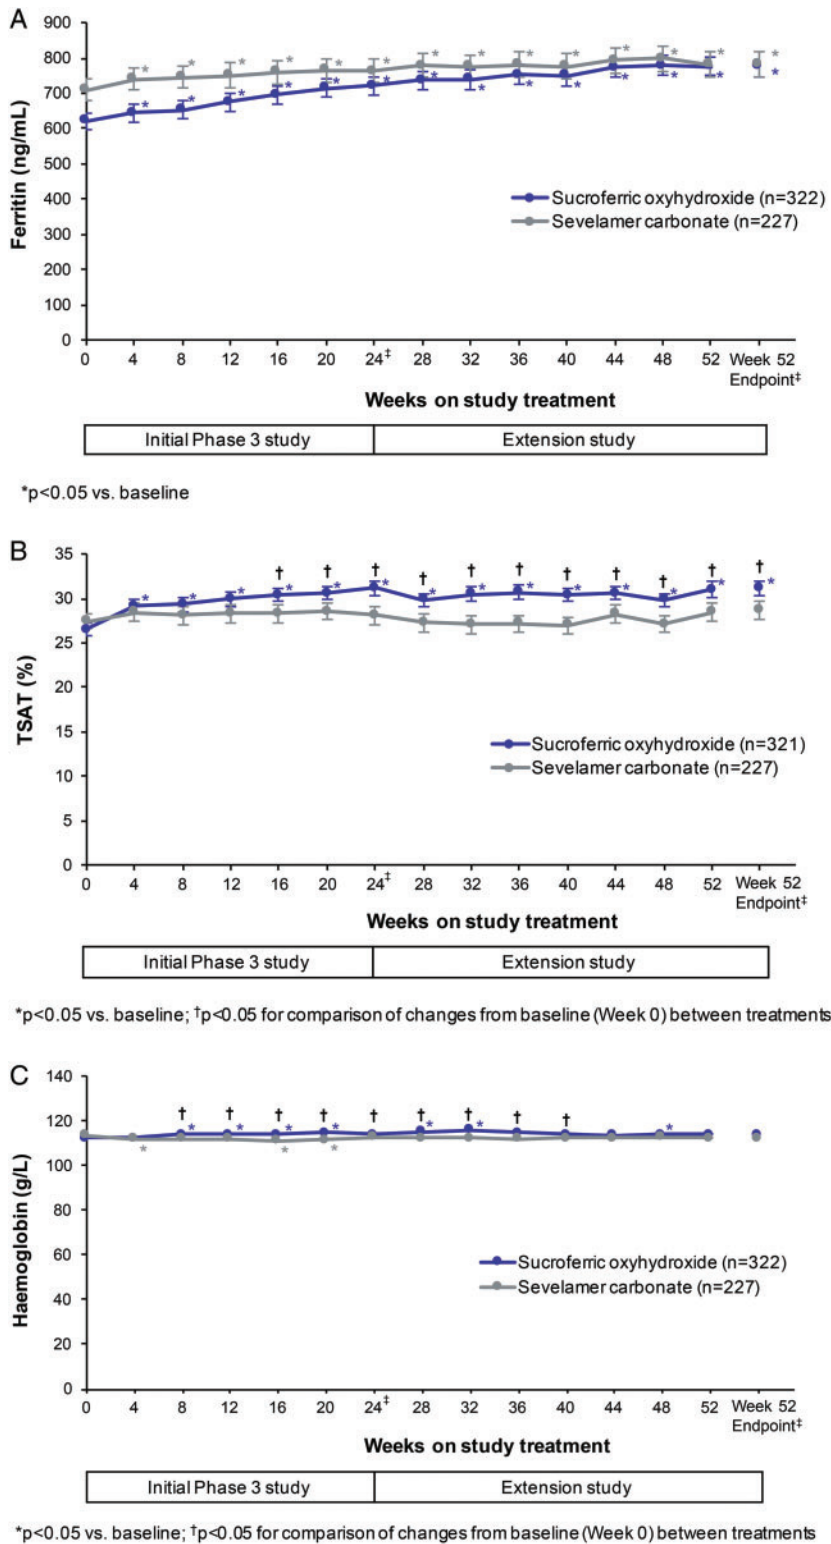 A
900
800
700
600
500
400
300
200
100
0
Ferritin (ng/mL)
* * * * * * * * * * * * * *
* * * * * * * * * * * * * *
Sucroferric oxyhydroxide (n=322)
Sevelamer carbonate (n=227)
0 4 8 12 16 20 24‡ 28 32 36 40 44 48 52 Week 52
Endpoint‡
Weeks on study treatment
Initial Phase 3 study Extension study
*p<0.05 vs. baseline
B
35
30
25
20
15
10
5
0
TSAT (%)
† † † † † † † † † † †
* * * * * * * * * * * * * *
Sucroferric oxyhydroxide (n=321)
Sevelamer carbonate (n=227)
0 4 8 12 16 20 24‡ 28 32 36 40 44 48 52 Week 52
Endpoint‡
Weeks on study treatment
Initial Phase 3 study Extension study
*p<0.05 vs. baseline; †p<0.05 for comparison of changes from baseline (Week 0) between treatments
C
140
120
100
80
60
40
20
0
Haemoglobin (g/L)
† † † † † † † † †
* * * * * * *
* * *
Sucroferric oxyhydroxide (n=322)
Sevelamer carbonate (n=227)
0 4 8 12 16 20 24‡ 28 32 36 40 44 48 52 Week 52
Endpoint‡
Weeks on study treatment
Initial Phase 3 study Extension study
*p<0.05 vs. baseline; †p<0.05 for comparison of changes from baseline (Week 0) between treatments